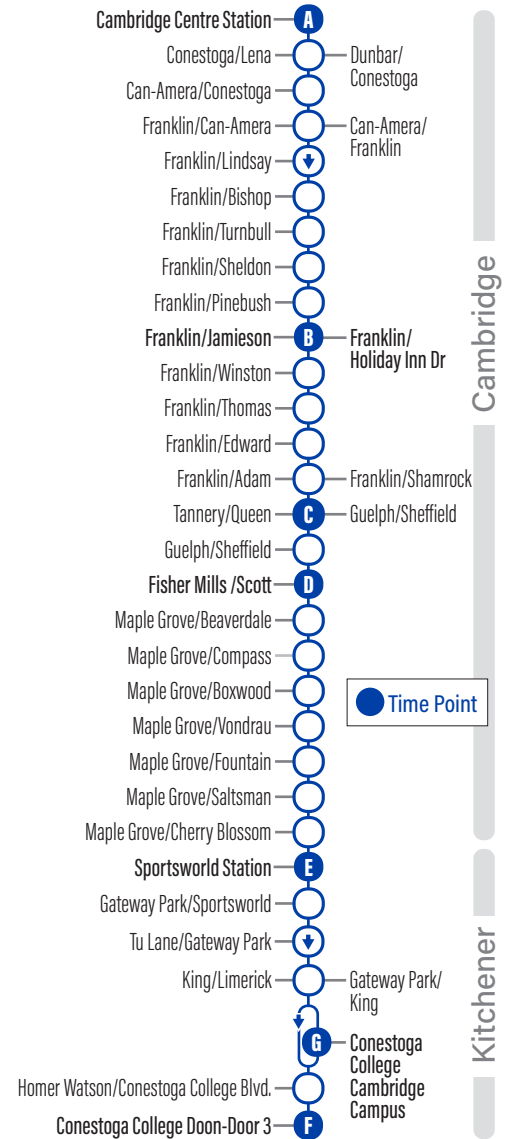 Cambridge Centre Station A
Conestoga/Lena Dunbar/
Conestoga
Can-Amera/Conestoga
Franklin/Can-Amera Can-Amera/
Franklin
Franklin/Lindsay
Franklin/Bishop
Franklin/Turnbull
Franklin/Sheldon
Franklin/Pinebush
Franklin/Jamieson B Franklin/
Holiday Inn Dr
Franklin/Winston
Franklin/Thomas
Franklin/Edward
Franklin/Adam Franklin/Shamrock
Tannery/Queen C Guelph/Sheffield
Guelph/Sheffield
Fisher Mills /Scott D
Maple Grove/Beaverdale
Maple Grove/Compass
Maple Grove/Boxwood
Maple Grove/Vondrau
Maple Grove/Fountain
Maple Grove/Saltsman
Maple Grove/Cherry Blossom
Sportsworld Station E
Gateway Park/Sportsworld
Tu Lane/Gateway Park
King/Limerick Gateway Park/
King
G Conestoga
College
Cambridge
Campus
Homer Watson/Conestoga College Blvd.
Conestoga College Doon-Door 3 F
Time Point
Cambridge
Kitchener